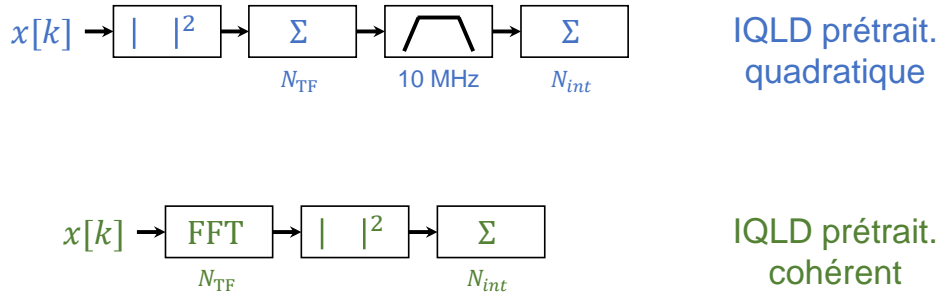 x[k] | |² Σ Σ IQLD prétrait.
N_TF 10 MHz N_int quadratique
x[k] FFT | |² Σ IQLD prétrait.
N_TF N_int cohérent